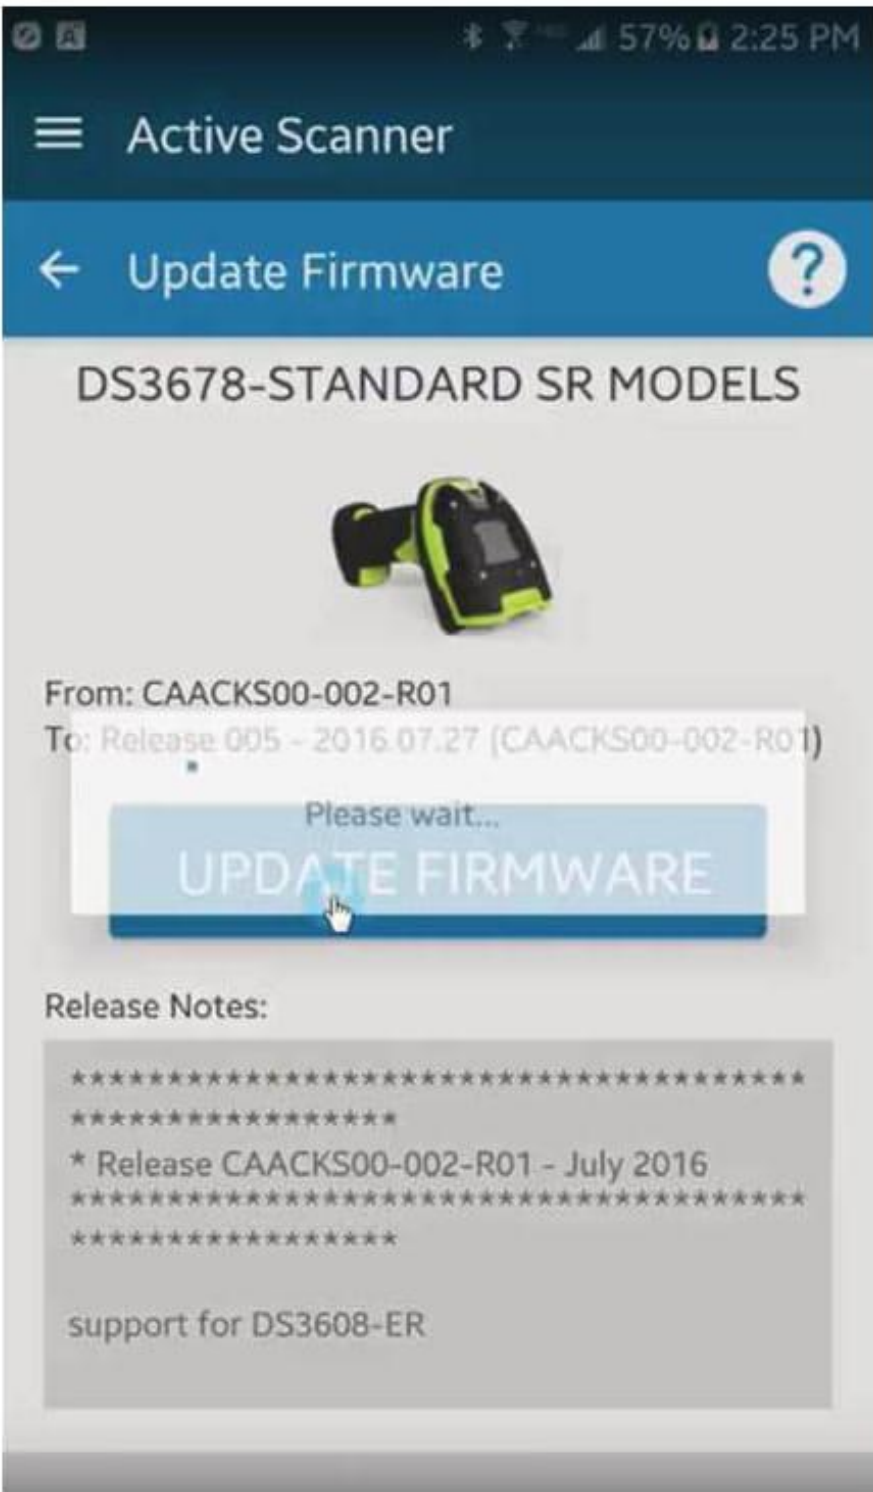 57% 2:25 PM
Active Scanner
Update Firmware
?
DS3678-STANDARD SR MODELS
From: CAACKS00-002-R01
To: Release 005 - 2016.07.27 (CAACKS00-002-R01)
Please wait...
UPDATE FIRMWARE
Release Notes:
**************************************
*****************
* Release CAACKS00-002-R01 - July 2016
**************************************
*****************
support for DS3608-ER